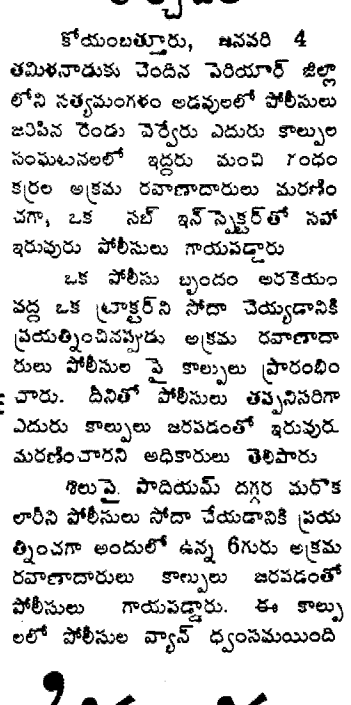 కోయంబత్తూరు, జనవరి 4
తమిళనాడుకు చెందిన పెరియార్ జిల్లా
లోని సత్యమంగళం అడవులలో పోలీసులు
జరిపిన రెండు వేర్వేరు ఎదురు కాల్పుల
సంఘటనలలో ఇద్దరు మంచి గంధం
కర్రల అక్రమ రవాణాదారులు మరణిం
చగా, ఒక సబ్ ఇన్ స్పెక్టర్‌తో సహా
ఇరువురు పోలీసులు గాయపడ్డారు
ఒక పోలీసు బృందం అరకెయం
వద్ద ఒక ట్రాక్టర్‌ని సోదా చెయ్యడానికి
ప్రయత్నించినప్పుడు అక్రమ రవాణాదా
రులు పోలీసుల పై కాల్పులు ప్రారంభిం
చారు. దీనితో పోలీసులు తప్పనిసరిగా
ఎదురు కాల్పులు జరపడంతో ఇరువురు
మరణించారని అధికారులు తెలిపారు
శిలువై పాదియమ్ దగ్గర మరొక
లారీని పోలీసులు సోదా చేయడానికి ప్రయ
త్నించగా అందులో ఉన్న 6గురు అక్రమ
రవాణాదారులు కాల్పులు జరపడంతో
పోలీసులు గాయపడ్డారు. ఈ కాల్పు
లలో పోలీసుల వ్యాన్ ధ్వంసమయింది